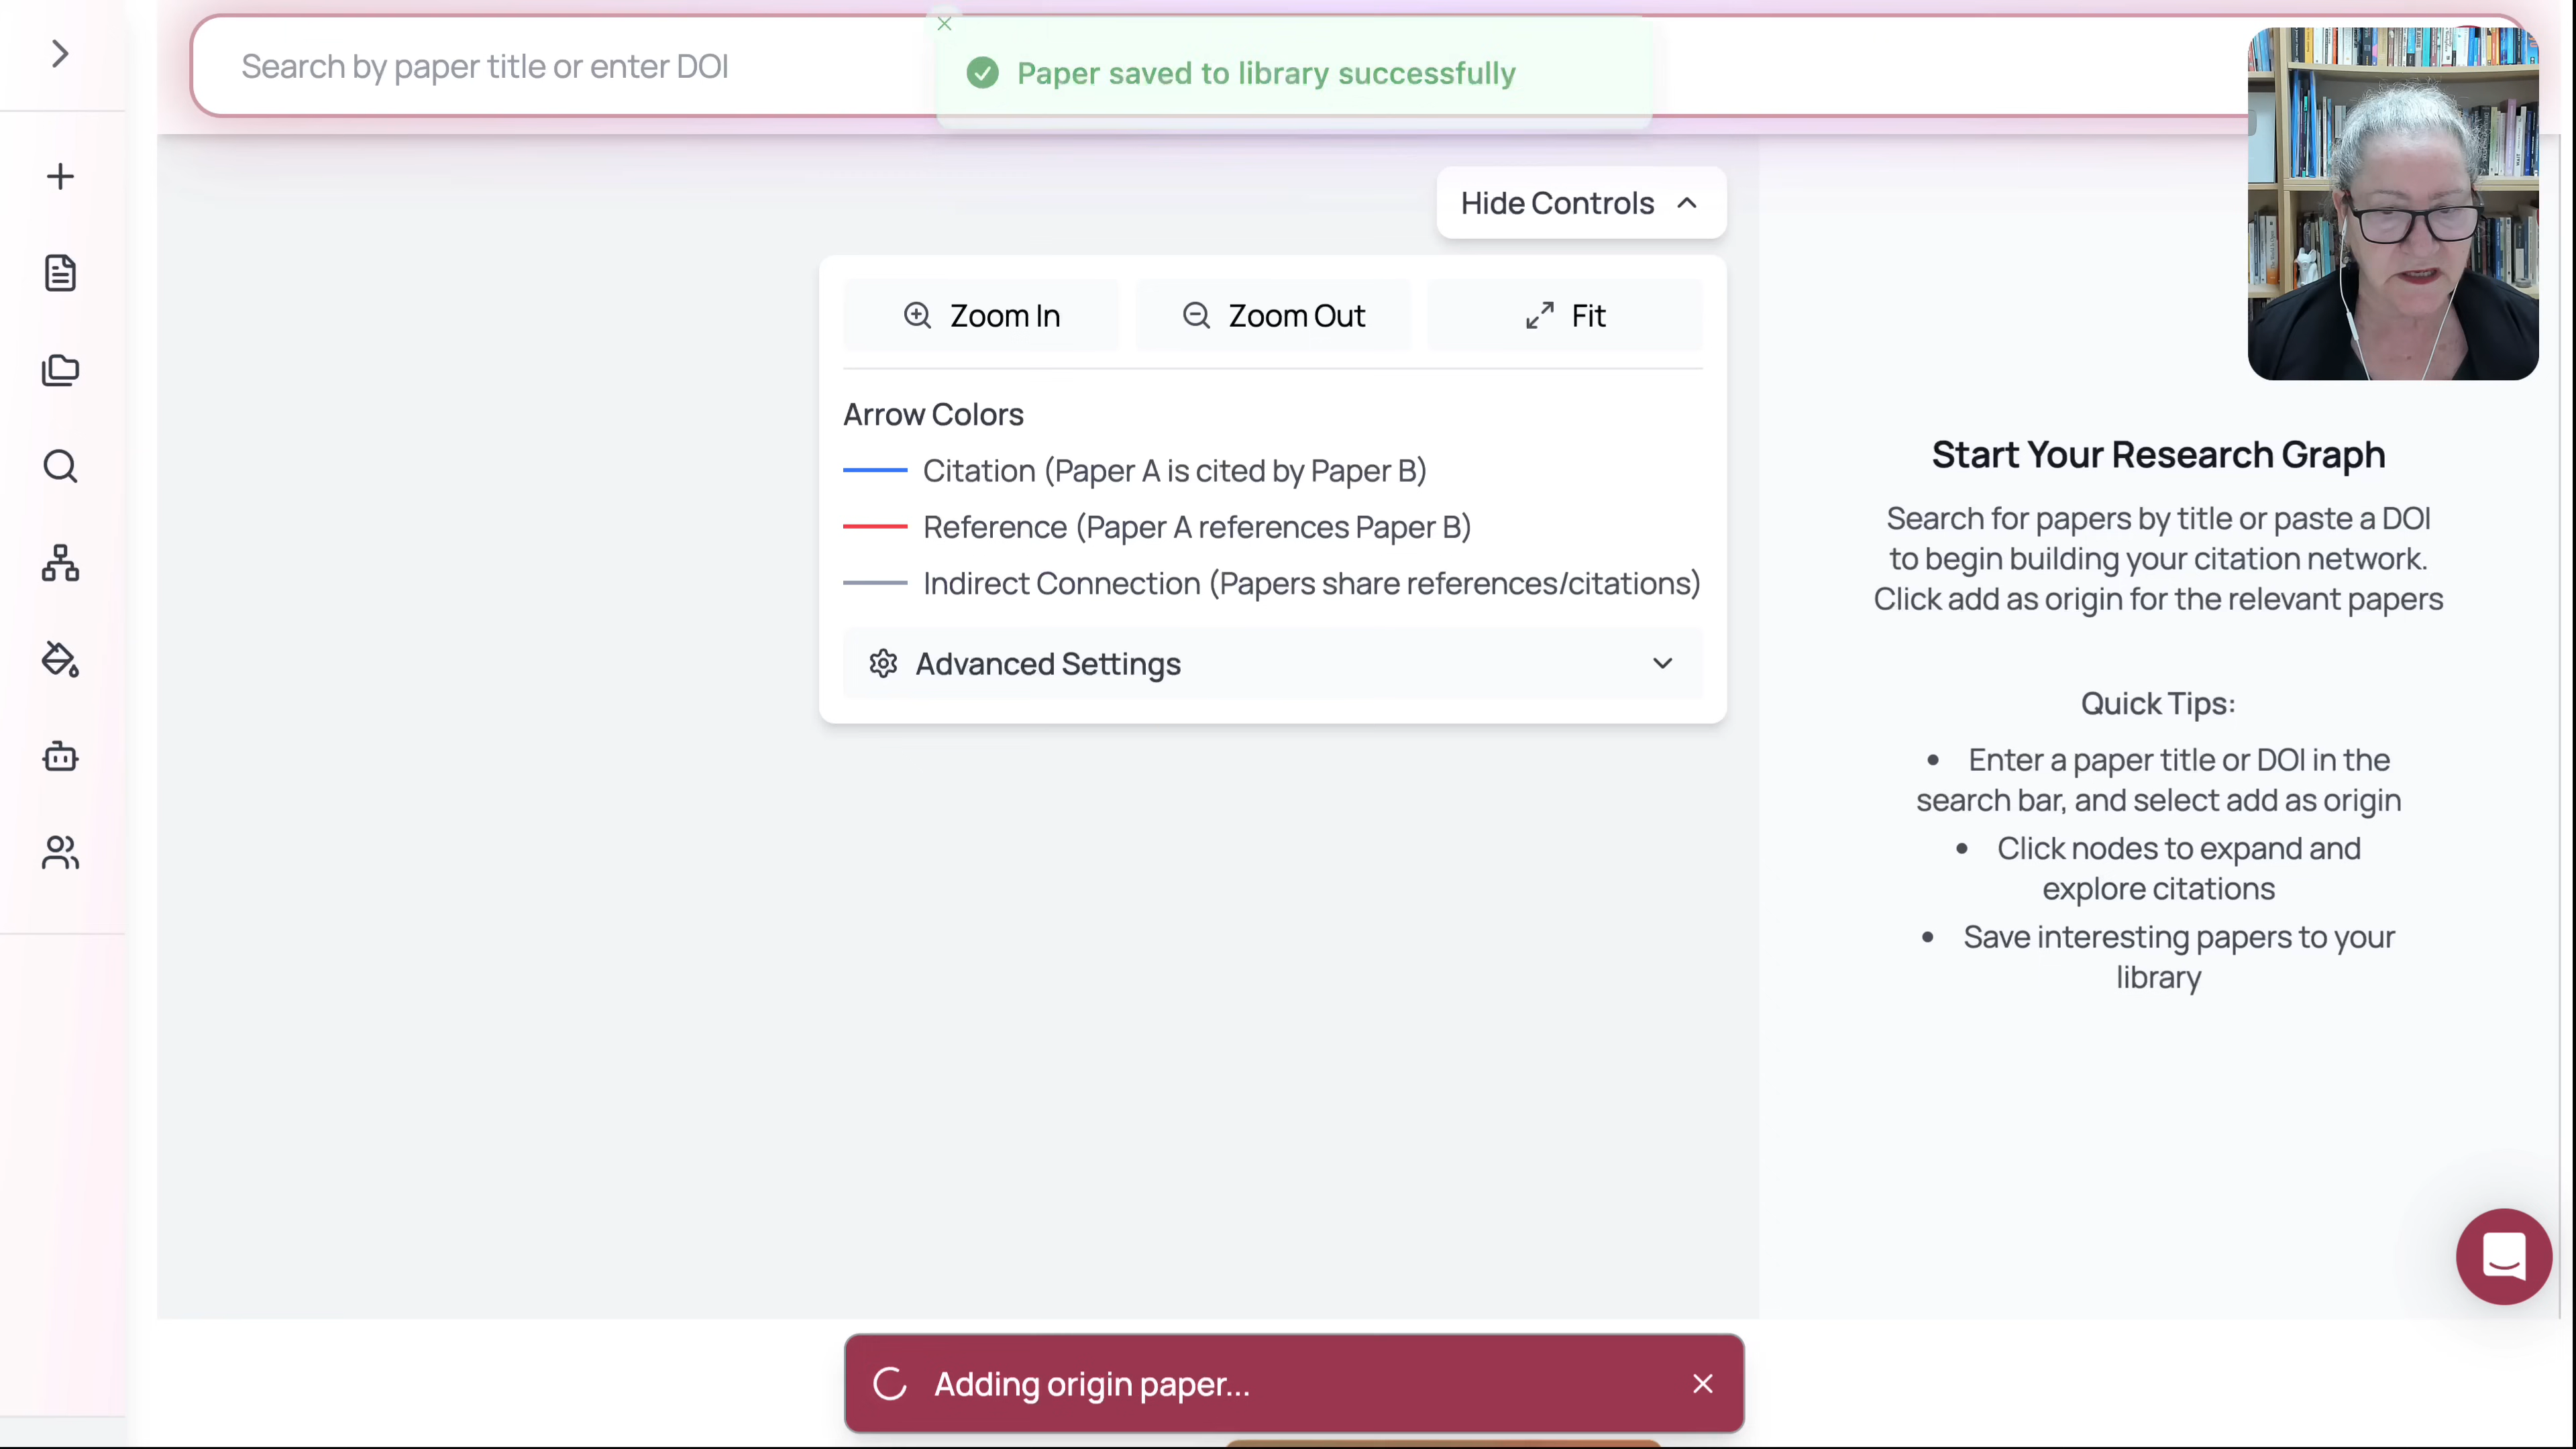 Search by paper title or enter DOI
Paper saved to library successfully
Hide Controls
Zoom In
Zoom Out
Fit
Arrow Colors
Citation (Paper A is cited by Paper B)
Reference (Paper A references Paper B)
Indirect Connection (Papers share references/citations)
Advanced Settings
Start Your Research Graph
Search for papers by title or paste a DOI
to begin building your citation network.
Click add as origin for the relevant papers
Quick Tips:
• Enter a paper title or DOI in the
search bar, and select add as origin
• Click nodes to expand and
explore citations
• Save interesting papers to your
library
Adding origin paper...